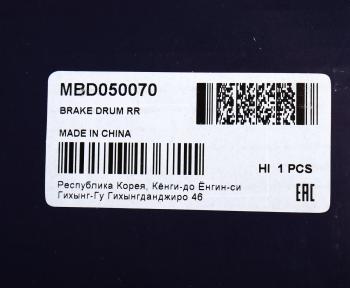 MBD050070
BRAKE DRUM RR
MADE IN CHINA
HI 1 PCS
Республика Корея, Кёнги-до Ёнгин-си
Гихынг-Гу Гихынгданджиро 46
EAC